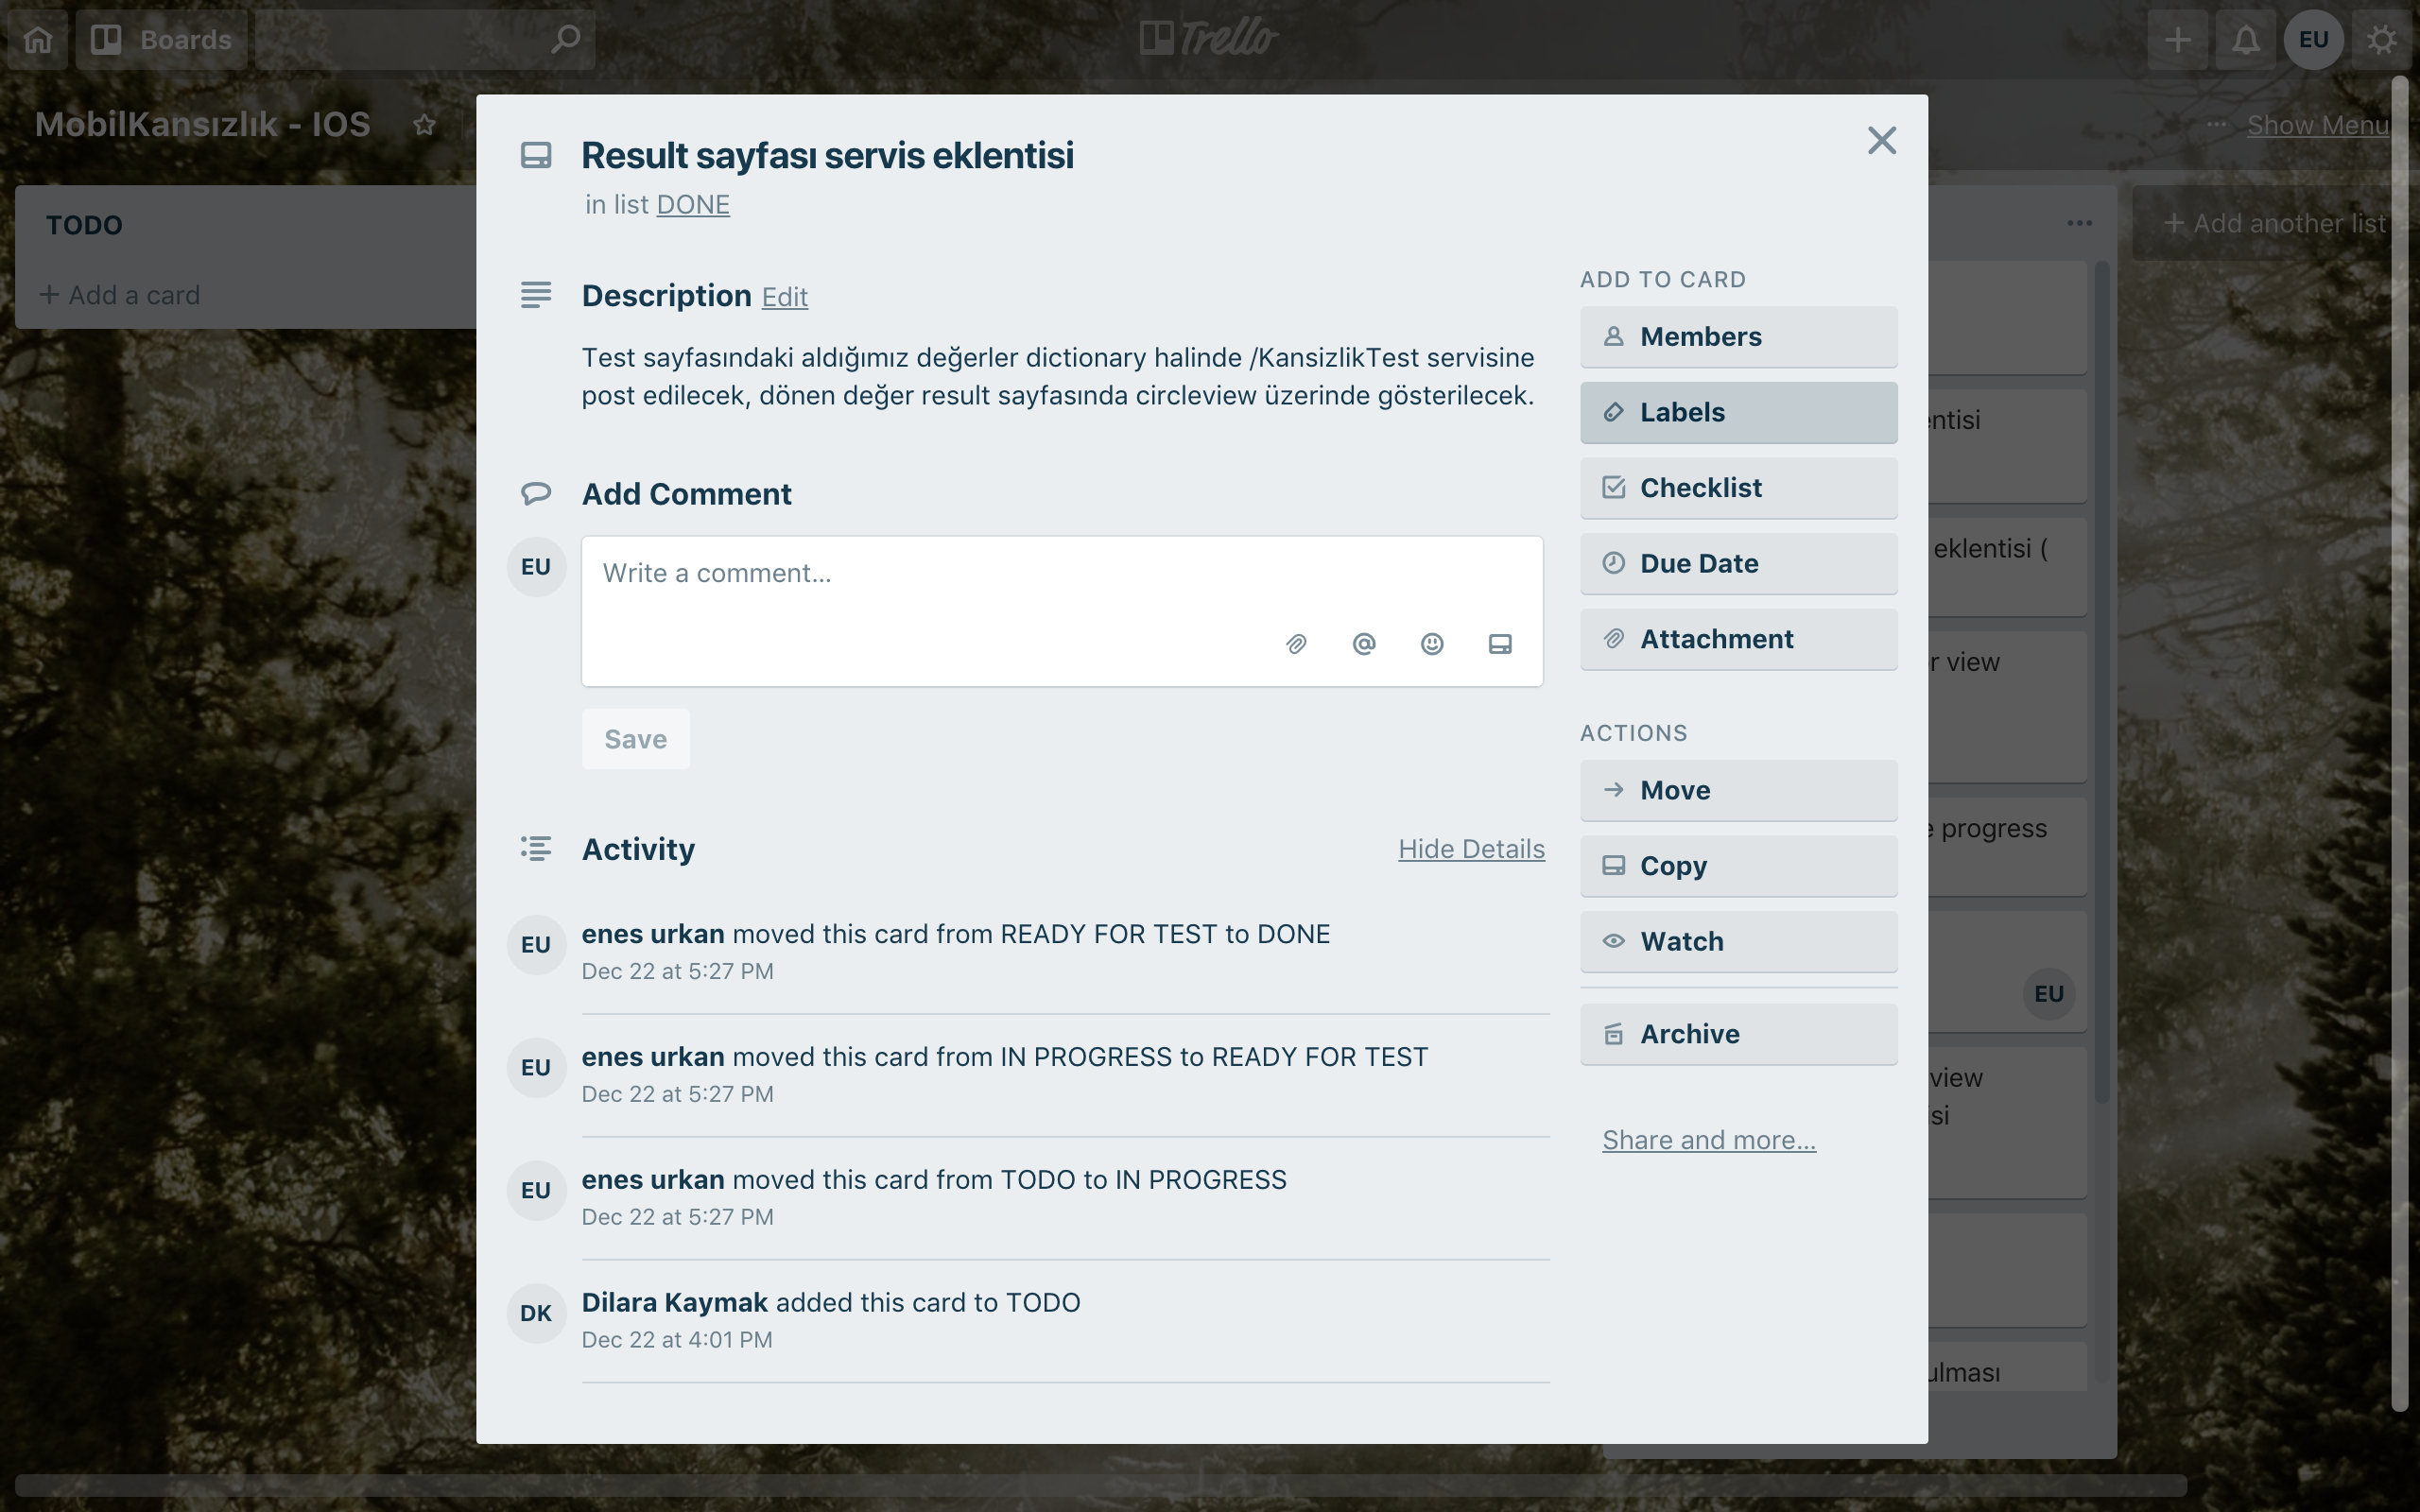 Boards
Trello
EU
MobilKansızlık - IOS
Show Menu
TODO
+ Add a card
+ Add another list
Result sayfası servis eklentisi
in list DONE
Description Edit
Test sayfasındaki aldığımız değerler dictionary halinde /KansizlikTest servisine
post edilecek, dönen değer result sayfasında circleview üzerinde gösterilecek.
Add Comment
EU
Write a comment...
Save
Activity
Hide Details
EU
enes urkan moved this card from READY FOR TEST to DONE
Dec 22 at 5:27 PM
EU
enes urkan moved this card from IN PROGRESS to READY FOR TEST
Dec 22 at 5:27 PM
EU
enes urkan moved this card from TODO to IN PROGRESS
Dec 22 at 5:27 PM
DK
Dilara Kaymak added this card to TODO
Dec 22 at 4:01 PM
ADD TO CARD
Members
Labels
Checklist
Due Date
Attachment
ACTIONS
Move
Copy
Watch
Archive
Share and more...
eklentisi (
view
progress
EU
view